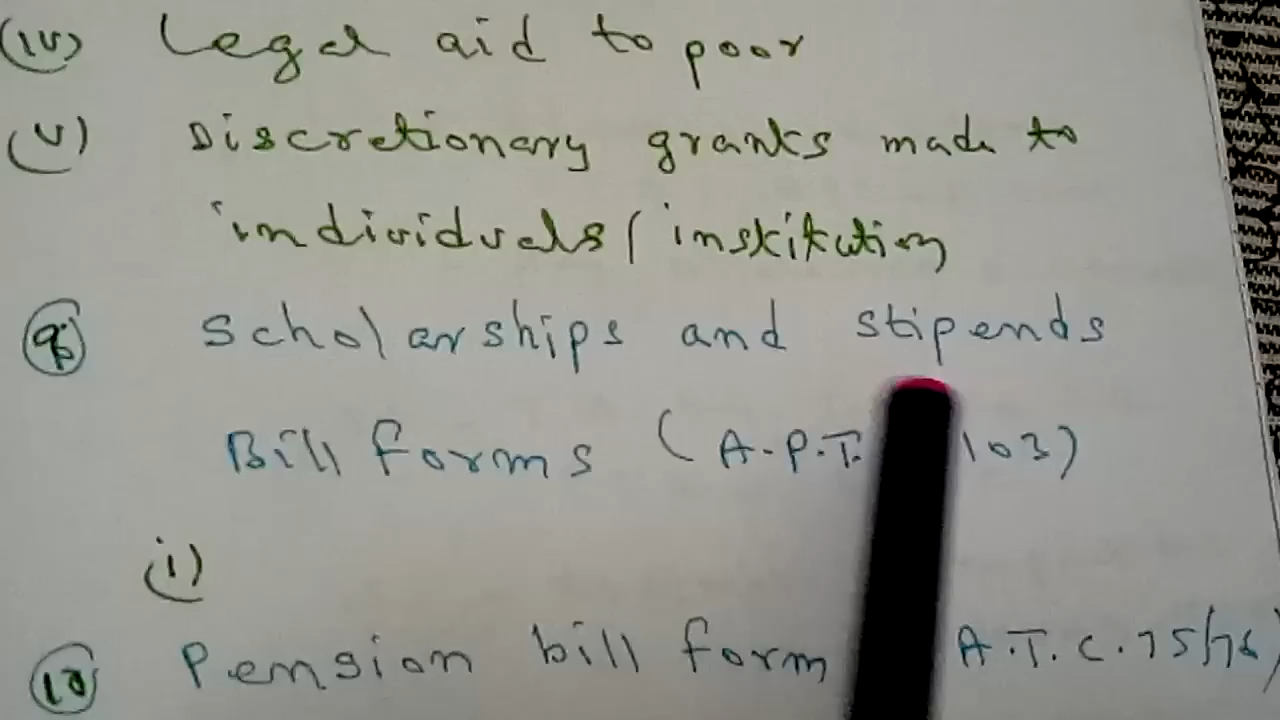 (iv) Legal aid to poor
(v) Discretionary grants made to
individuals / institution
9 Scholarships and stipends
Bill forms (A.P.T. 103)
(i)
10 Pension bill form A.T.C. 75/76)